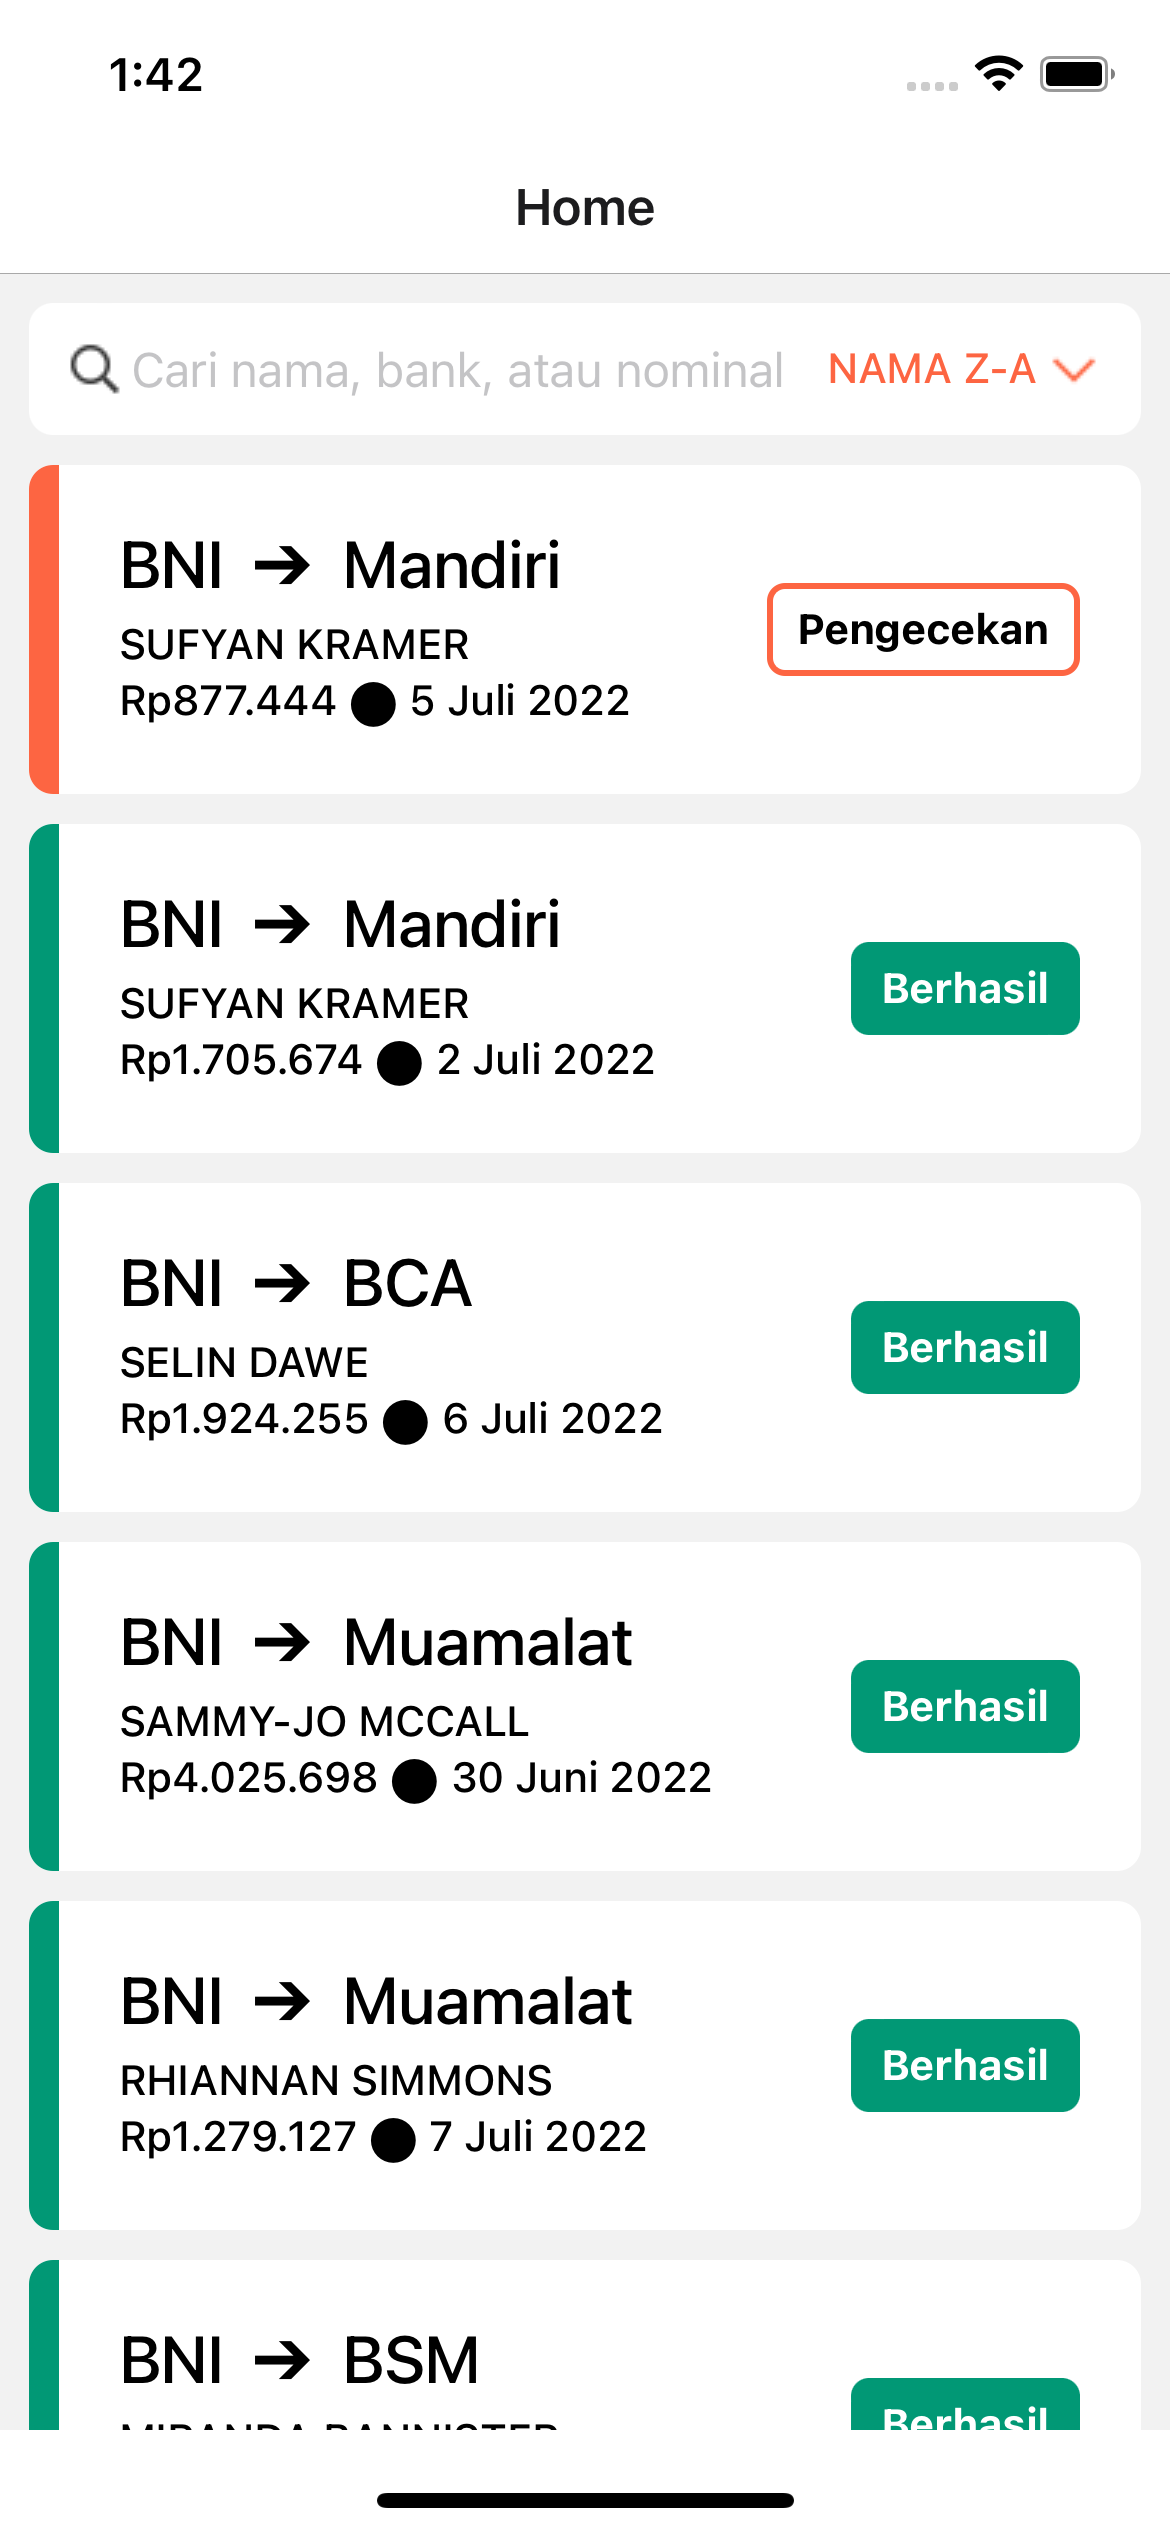 1:42
Home
Cari nama, bank, atau nominal NAMA Z-A
BNI → Mandiri
SUFYAN KRAMER
Rp877.444 ● 5 Juli 2022
Pengecekan
BNI → Mandiri
SUFYAN KRAMER
Rp1.705.674 ● 2 Juli 2022
Berhasil
BNI → BCA
SELIN DAWE
Rp1.924.255 ● 6 Juli 2022
Berhasil
BNI → Muamalat
SAMMY-JO MCCALL
Rp4.025.698 ● 30 Juni 2022
Berhasil
BNI → Muamalat
RHIANNAN SIMMONS
Rp1.279.127 ● 7 Juli 2022
Berhasil
BNI → BSM
MIRANDA BANNISTER
Berhasil